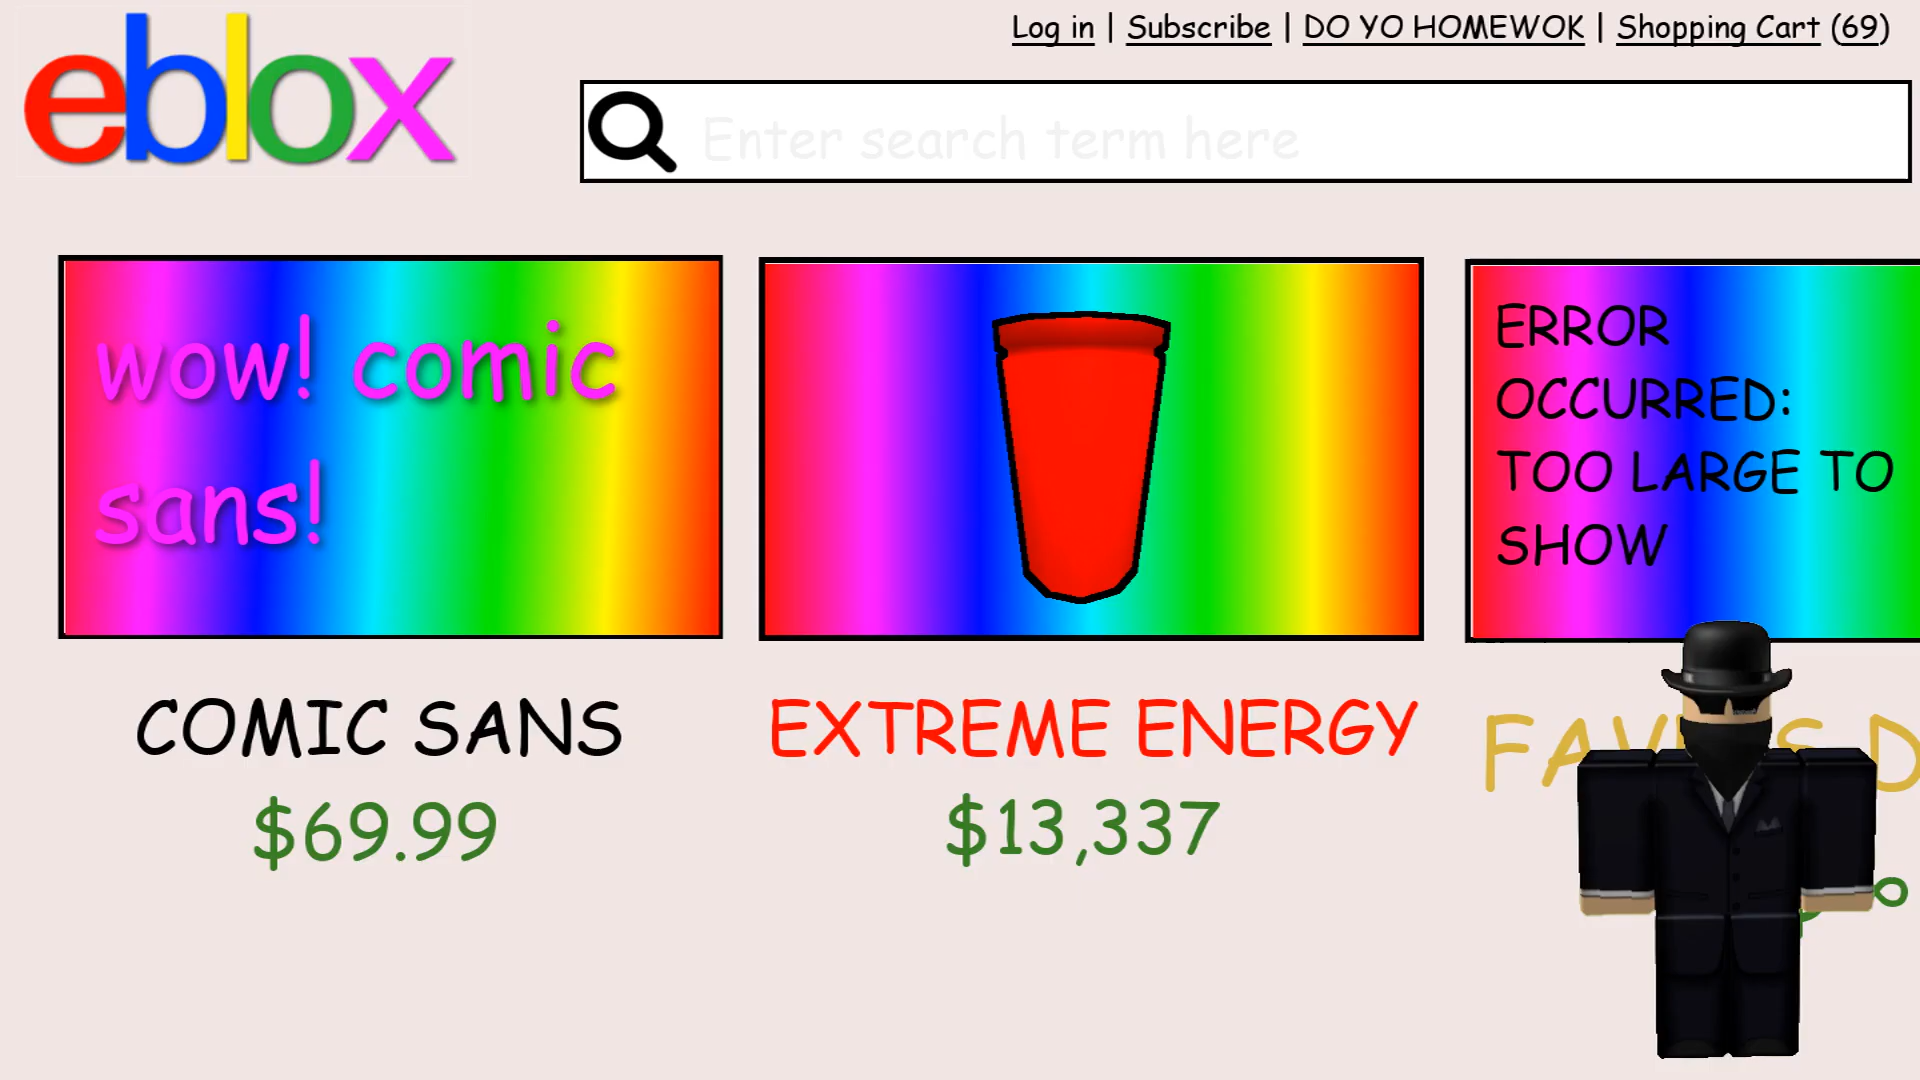 eblox
Log in | Subscribe | DO YO HOMEWOK | Shopping Cart (69)
Enter search term here
wow! comic
sans!
ERROR
OCCURRED:
TOO LARGE TO
SHOW
COMIC SANS
EXTREME ENERGY
$69.99
$13,337